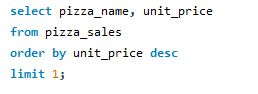 select pizza_name, unit_price
from pizza_sales
order by unit_price desc
limit 1;